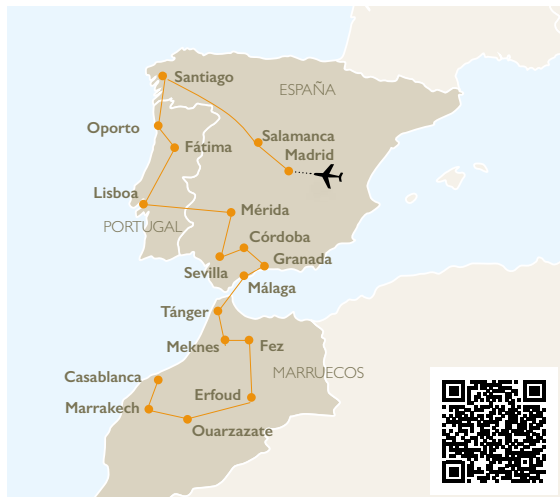 Santiago
ESPAÑA
Oporto
Salamanca
Fátima
Madrid
Lisboa
Mérida
PORTUGAL
Córdoba
Sevilla
Granada
Málaga
Tánger
Meknes
Fez
MARRUECOS
Casablanca
Erfoud
Marrakech
Ouarzazate